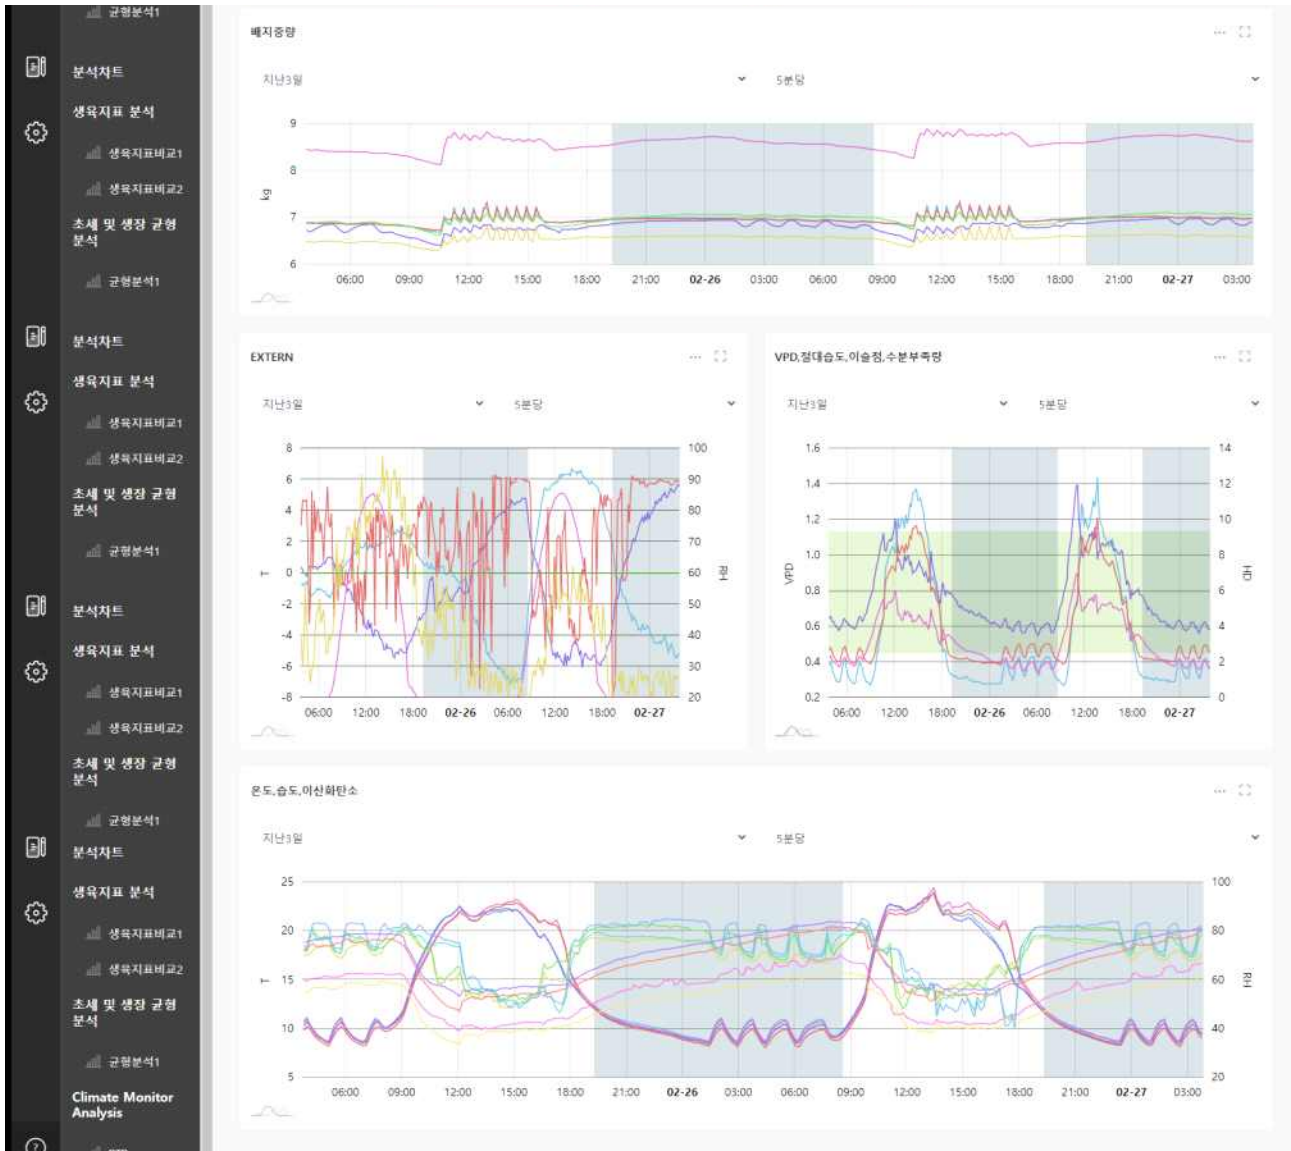 균형분석1
분석차트
생육지표 분석
생육지표비교1
생육지표비교2
초세 및 생장 균형
분석
균형분석1
분석차트
생육지표 분석
생육지표비교1
생육지표비교2
초세 및 생장 균형
분석
균형분석1
분석차트
생육지표 분석
생육지표비교1
생육지표비교2
초세 및 생장 균형
분석
균형분석1
분석차트
생육지표 분석
생육지표비교1
생육지표비교2
초세 및 생장 균형
분석
균형분석1
Climate Monitor
Analysis
배지중량
지난3일 5분당
9
8
7
6
kg
06:00 09:00 12:00 15:00 18:00 21:00 02-26 03:00 06:00 09:00 12:00 15:00 18:00 21:00 02-27 03:00
EXTERN
지난3일 5분당
8 100
6 90
4 80
2 70
0 60
-2 50
-4 40
-6 30
-8 20
T RH
06:00 12:00 18:00 02-26 06:00 12:00 18:00 02-27
VPD,절대습도,이슬점,수분부족량
지난3일 5분당
1.6 14
1.4 12
1.2 10
1.0 8
0.8 6
0.6 4
0.4 2
0.2 0
VPD HD
06:00 12:00 18:00 02-26 06:00 12:00 18:00 02-27
온도,습도,이산화탄소
지난3일 5분당
25 100
20 80
15 60
10 40
5 20
T RH
06:00 09:00 12:00 15:00 18:00 21:00 02-26 03:00 06:00 09:00 12:00 15:00 18:00 21:00 02-27 03:00